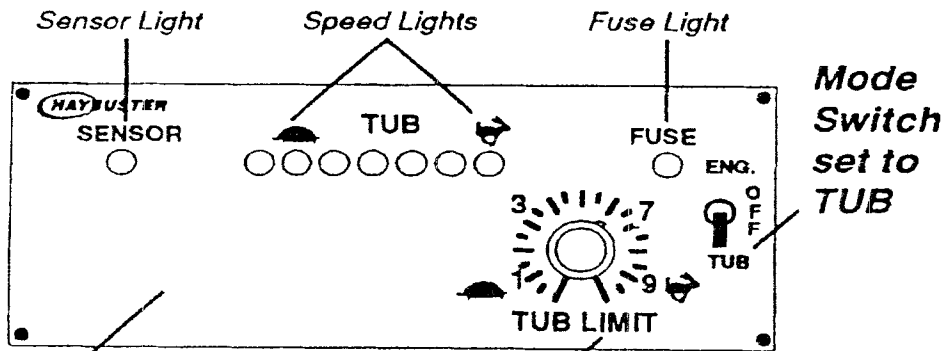 Sensor Light
Speed Lights
Fuse Light
Mode
Switch
set to
TUB
HAYBUSTER
SENSOR
TUB
FUSE
ENG.
OFF
TUB
3
7
1
9
TUB LIMIT